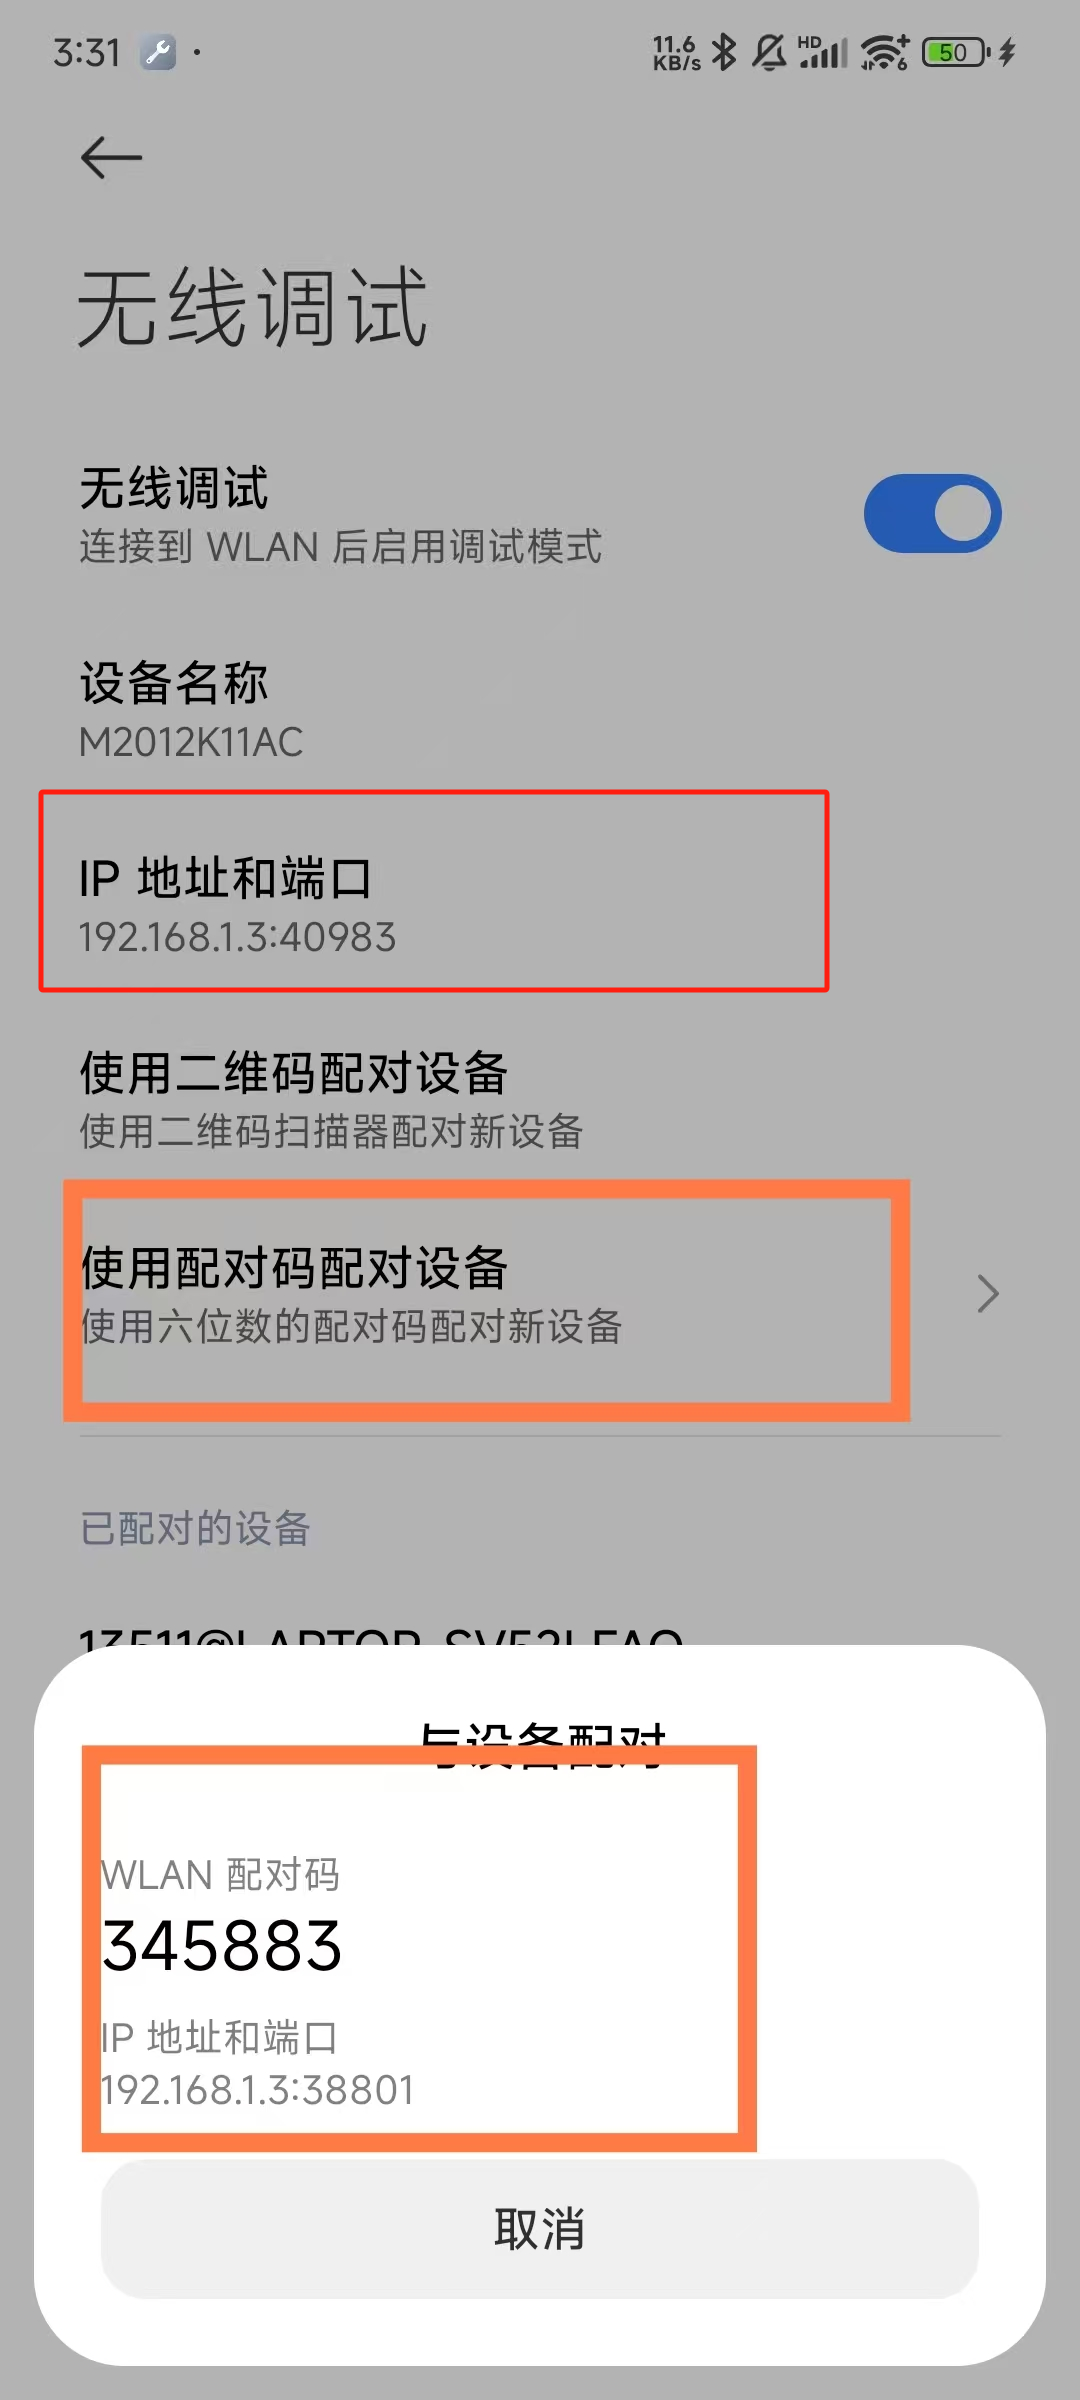 3:31
11.6
KB/s
HD
6
50
无线调试
无线调试
连接到 WLAN 后启用调试模式
设备名称
M2012K11AC
IP 地址和端口
192.168.1.3:40983
使用二维码配对设备
使用二维码扫描器配对新设备
使用配对码配对设备
使用六位数的配对码配对新设备
已配对的设备
与设备配对
WLAN 配对码
345883
IP 地址和端口
192.168.1.3:38801
取消